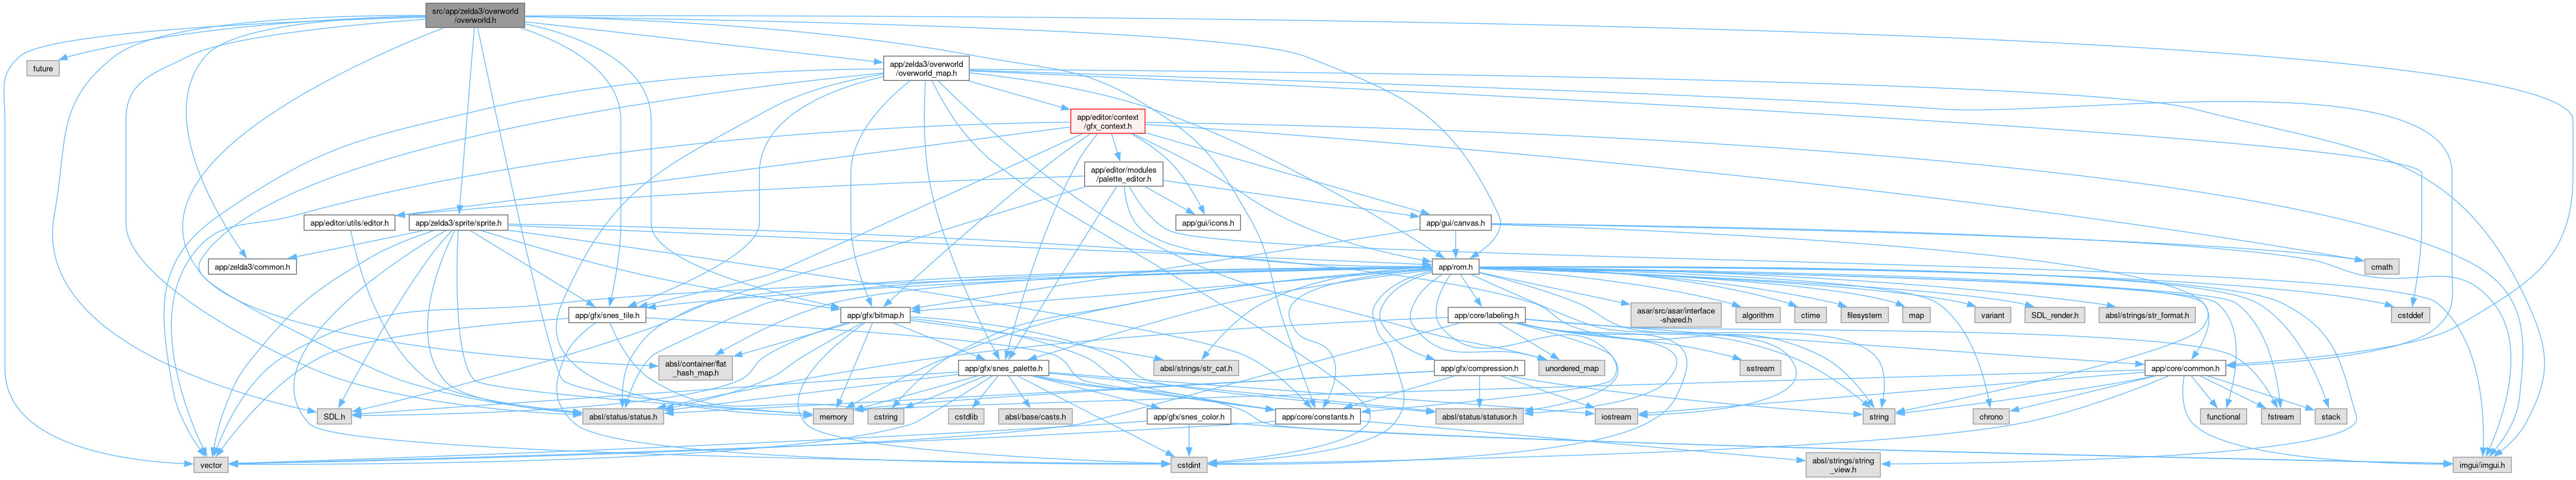 src/app/zelda3/overworld
/overworld.h
future
app/zelda3/overworld
/overworld_map.h
app/editor/context
/gfx_context.h
app/editor/modules
/palette_editor.h
app/editor/utils/editor.h
app/zelda3/sprite/sprite.h
app/gui/icons.h
app/gui/canvas.h
app/zelda3/common.h
app/rom.h
cmath
app/gfx/snes_tile.h
app/gfx/bitmap.h
app/core/labeling.h
asar/src/asar/interface
-shared.h
algorithm
ctime
filesystem
map
variant
SDL_render.h
absl/strings/str_format.h
cstddef
absl/container/flat
_hash_map.h
app/gfx/snes_palette.h
absl/strings/str_cat.h
app/gfx/compression.h
unordered_map
sstream
app/core/common.h
SDL.h
absl/status/status.h
memory
cstring
cstdlib
absl/base/casts.h
app/gfx/snes_color.h
app/core/constants.h
absl/status/statusor.h
iostream
string
chrono
functional
fstream
stack
vector
cstdint
absl/strings/string
_view.h
imgui/imgui.h